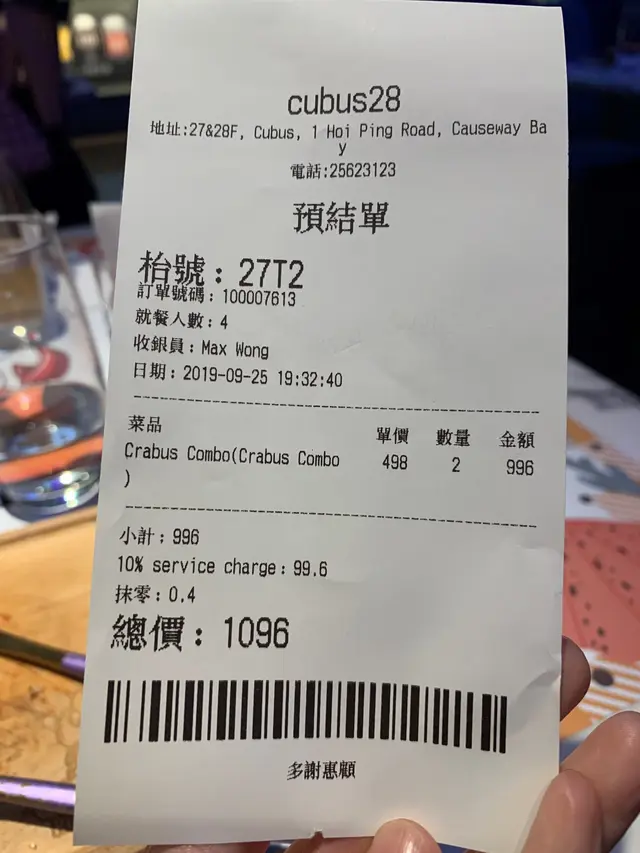 cubus28
地址:27&28F, Cubus, 1 Hoi Ping Road, Causeway Ba
y
電話:25623123
預結單
枱號：27T2
訂單號碼：100007613
就餐人數：4
收銀員：Max Wong
日期：2019-09-25 19:32:40
菜品 單價 數量 金額
Crabus Combo(Crabus Combo 498 2 996
)
小計：996
10% service charge：99.6
抹零：0.4
總價：1096
多謝惠顧